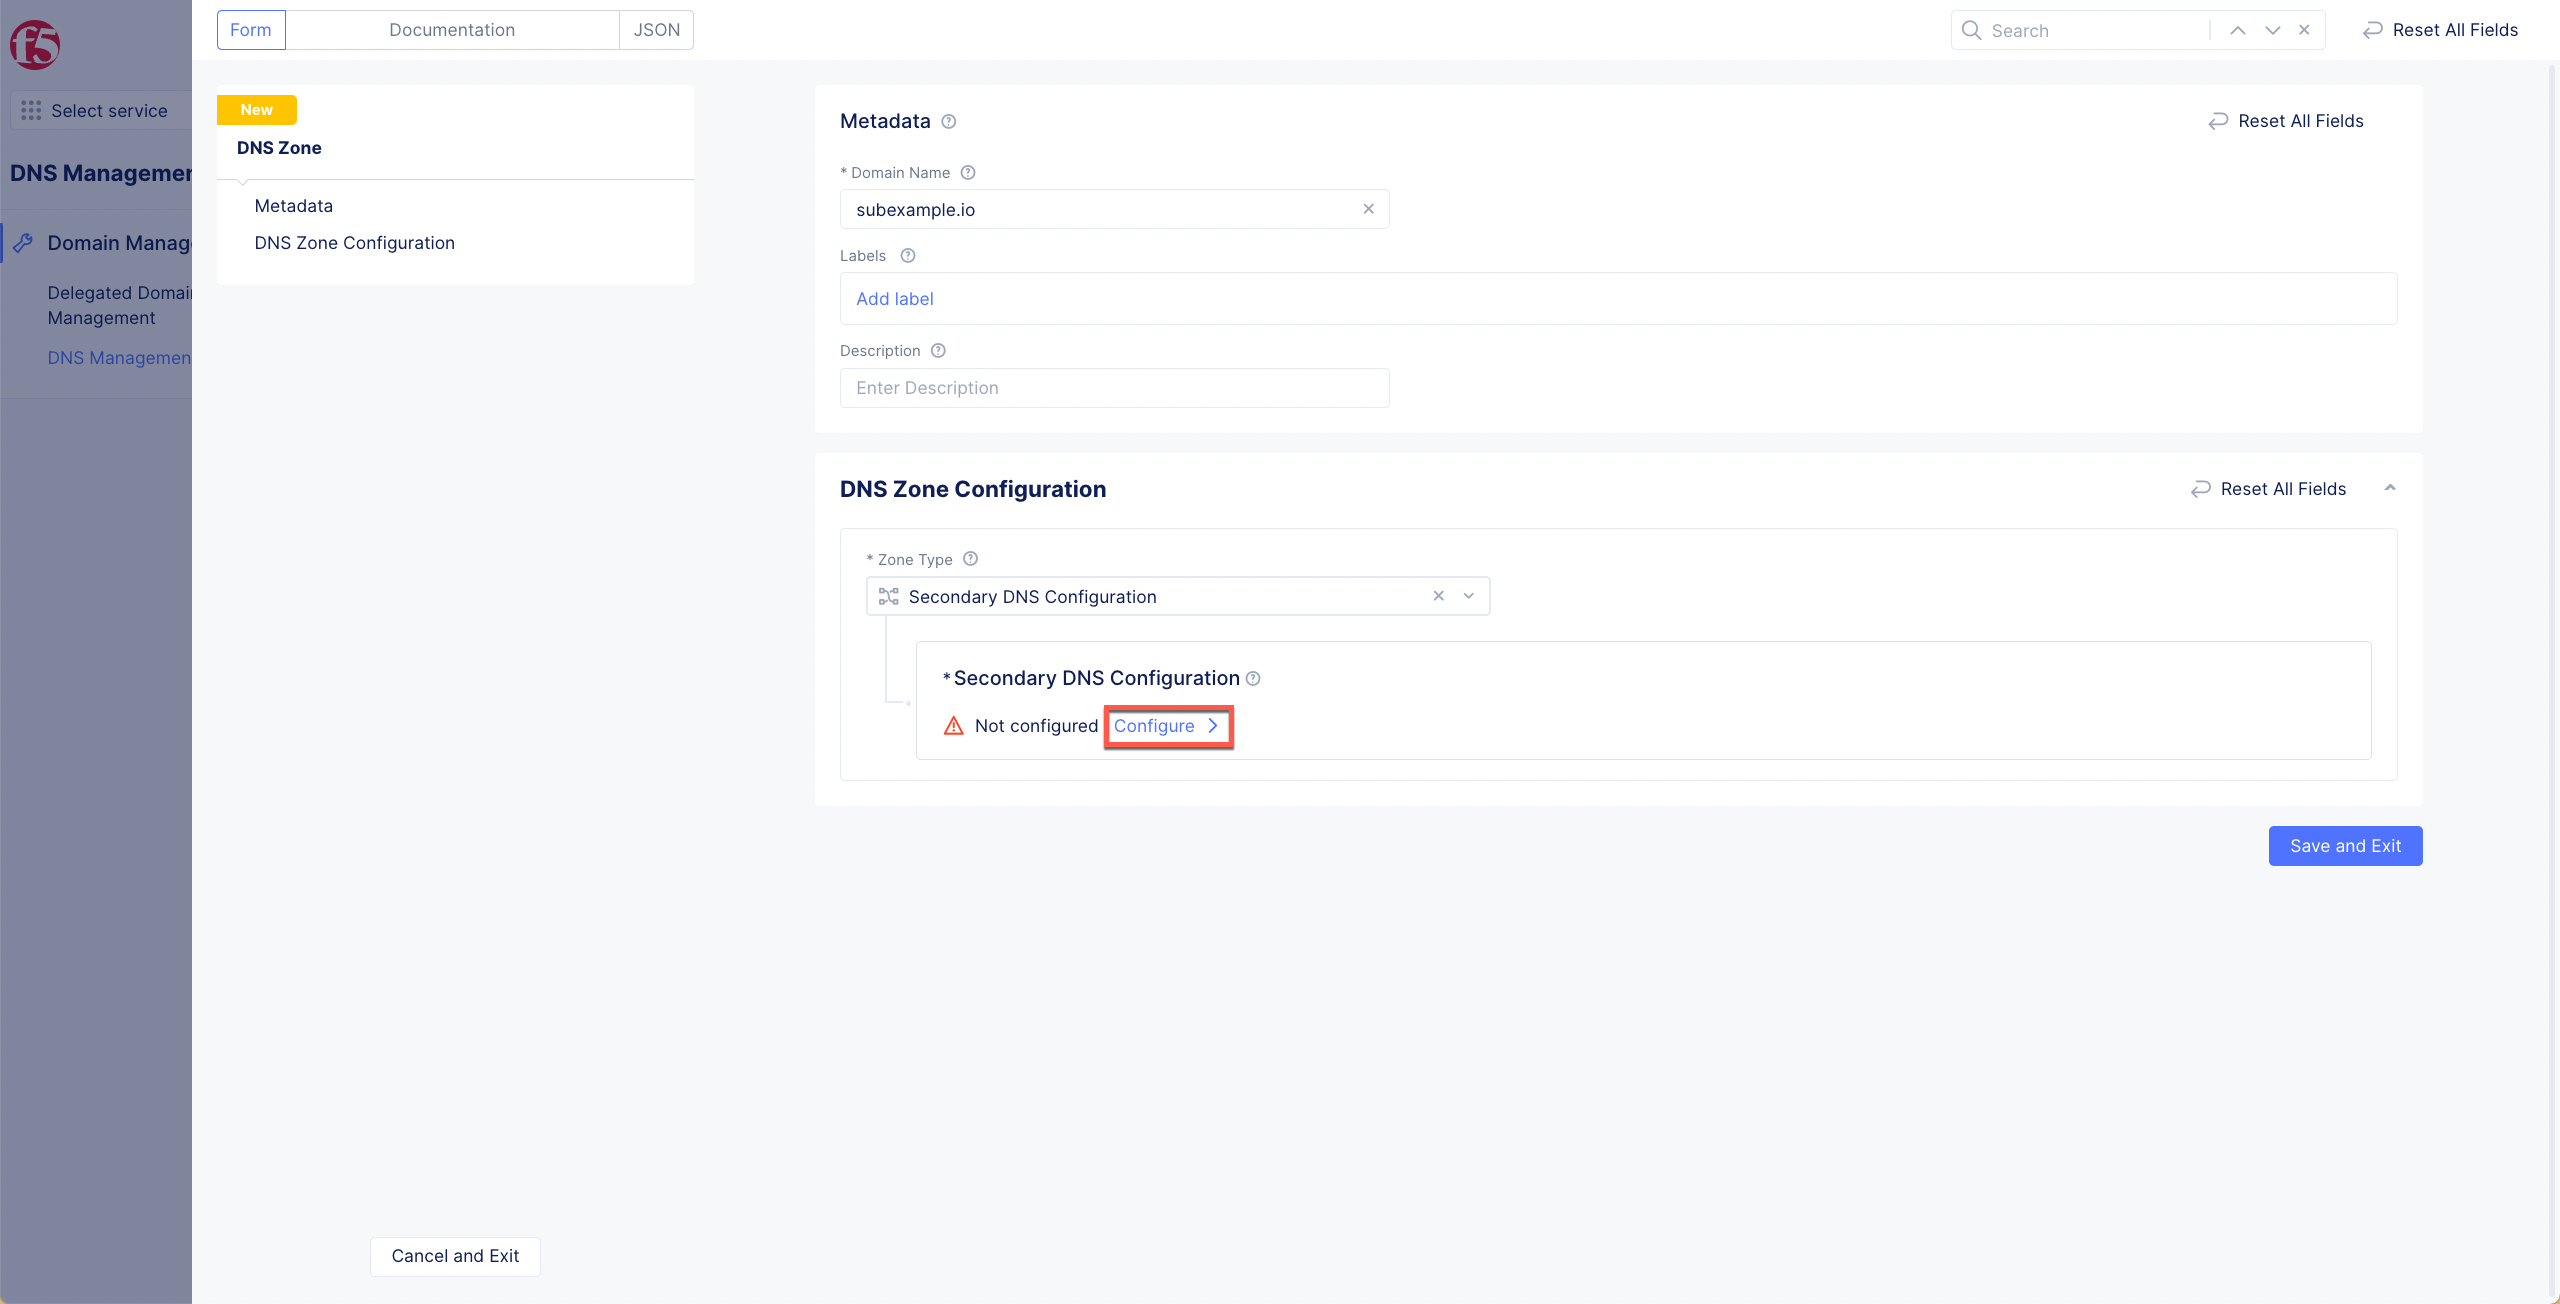 Form
Documentation
JSON
Search
Reset All Fields
f5
Select service
DNS Managemen
Domain Manag
Delegated Domai
Management
DNS Managemen
New
DNS Zone
Metadata
DNS Zone Configuration
Metadata
Reset All Fields
* Domain Name
subexample.io
Labels
Add label
Description
Enter Description
DNS Zone Configuration
Reset All Fields
* Zone Type
Secondary DNS Configuration
* Secondary DNS Configuration
Not configured Configure
Save and Exit
Cancel and Exit